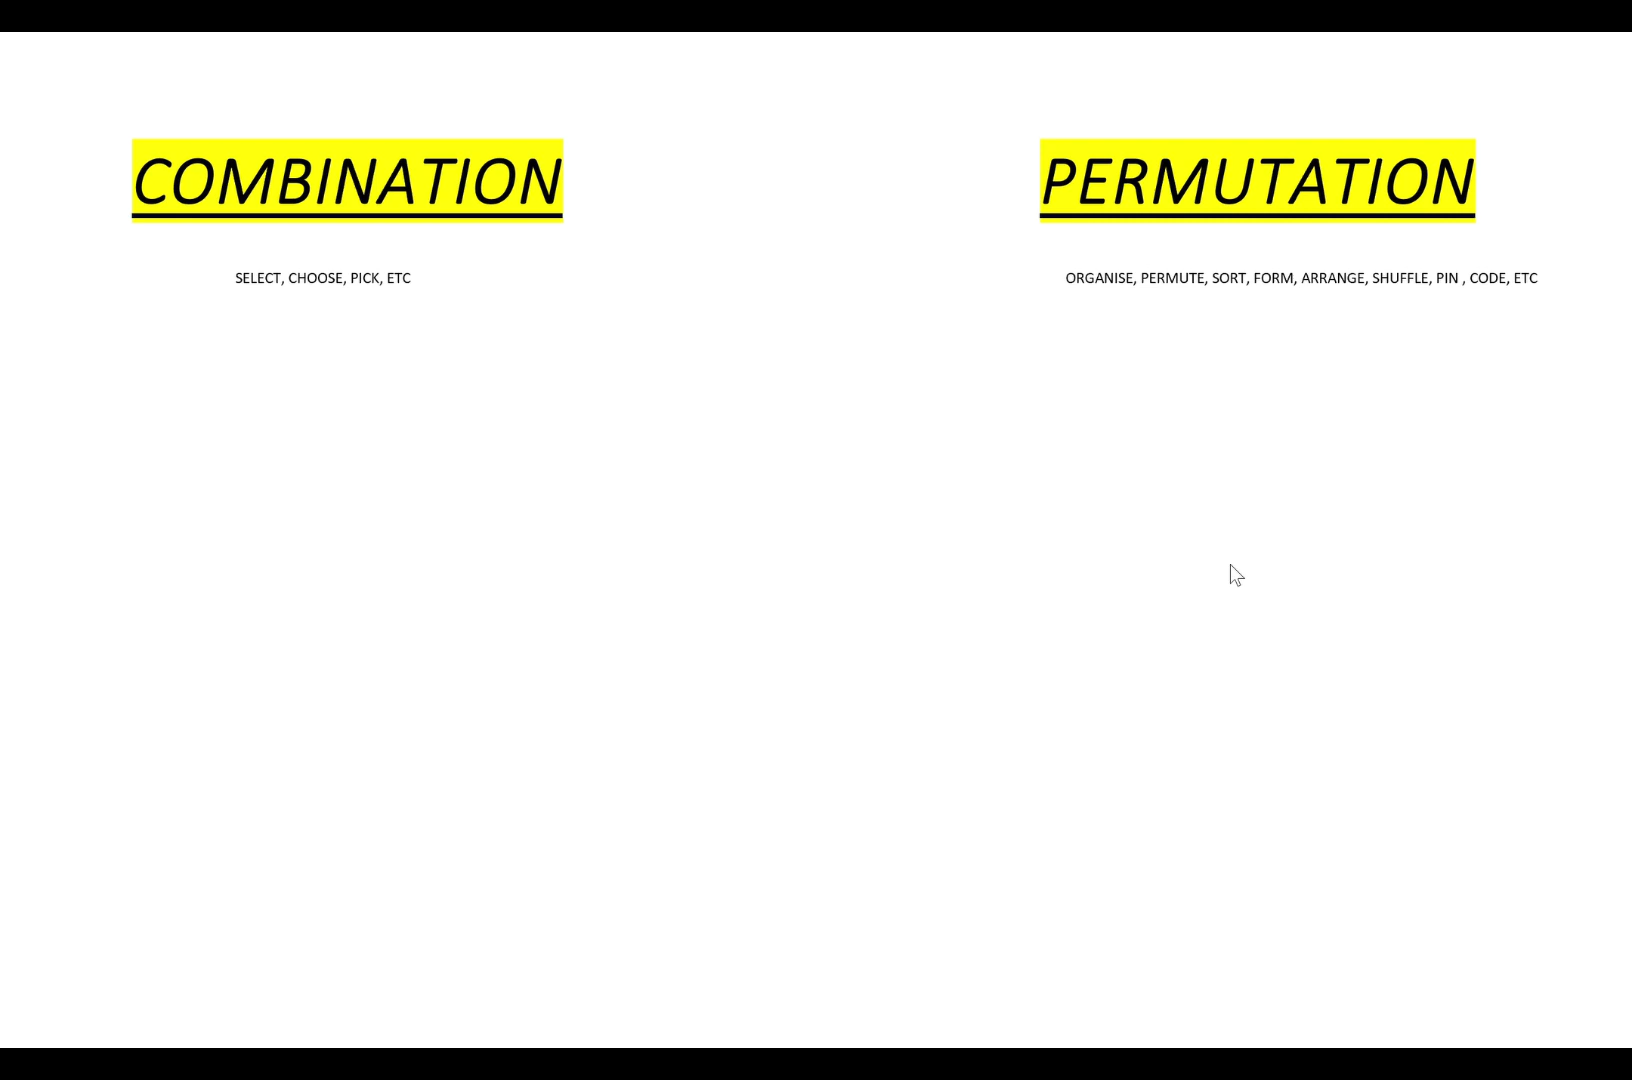 COMBINATION
SELECT, CHOOSE, PICK, ETC
PERMUTATION
ORGANISE, PERMUTE, SORT, FORM, ARRANGE, SHUFFLE, PIN , CODE, ETC